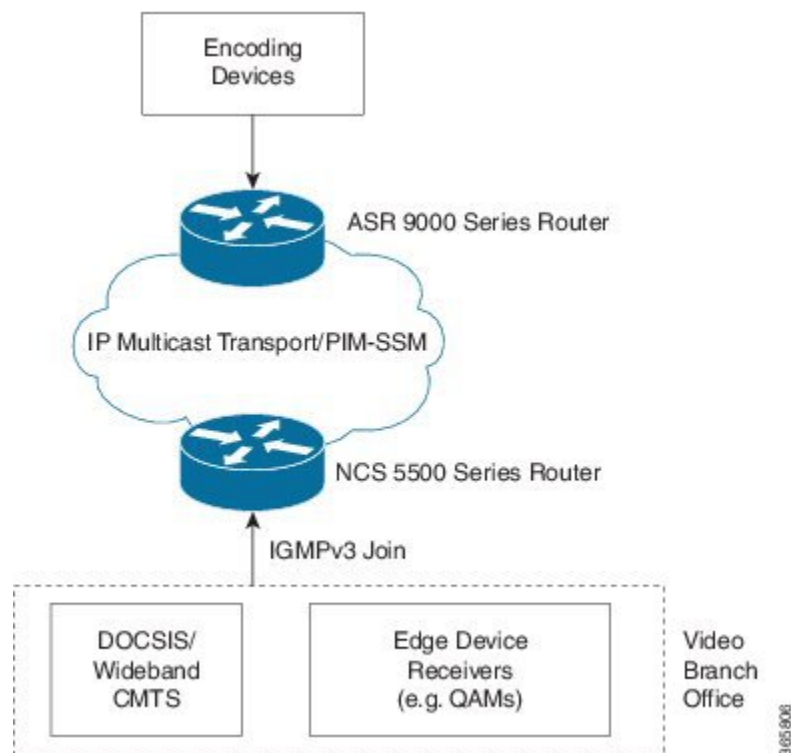 Encoding
Devices
ASR 9000 Series Router
IP Multicast Transport/PIM-SSM
NCS 5500 Series Router
IGMPv3 Join
DOCSIS/
Wideband
CMTS
Edge Device
Receivers
(e.g. QAMs)
Video
Branch
Office
365806